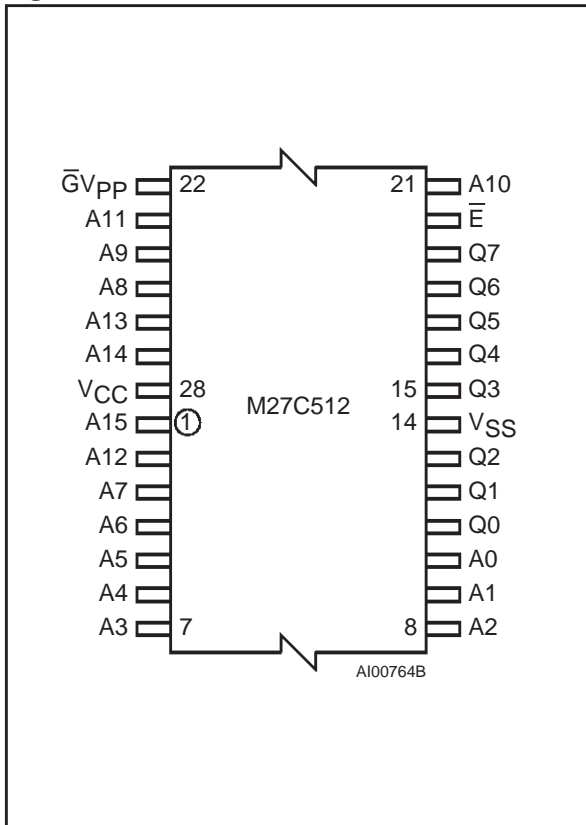 G̅VPP 22 21 A10
A11 E̅
A9 Q7
A8 Q6
A13 Q5
A14 Q4
VCC 28 15 Q3
A15 1 M27C512 14 VSS
A12 Q2
A7 Q1
A6 Q0
A5 A0
A4 A1
A3 7 8 A2
AI00764B